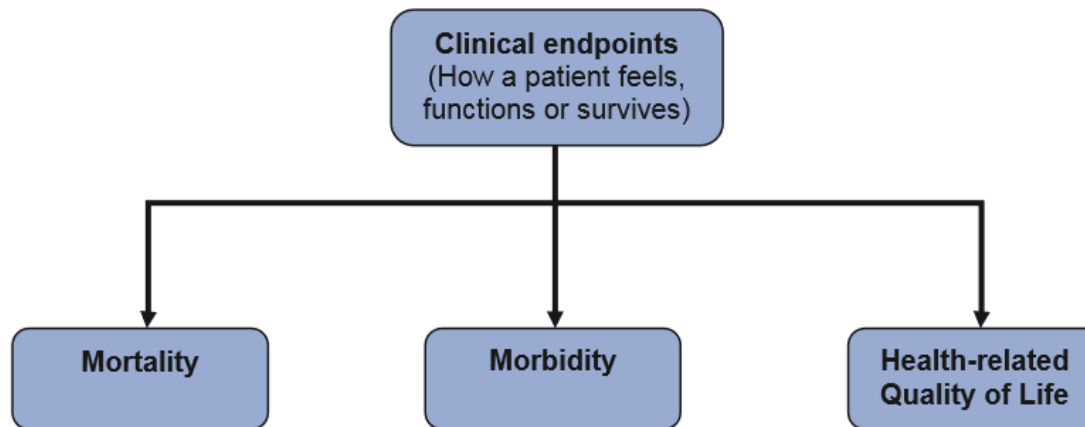 Clinical endpoints
(How a patient feels,
functions or survives)
Mortality
Morbidity
Health-related
Quality of Life